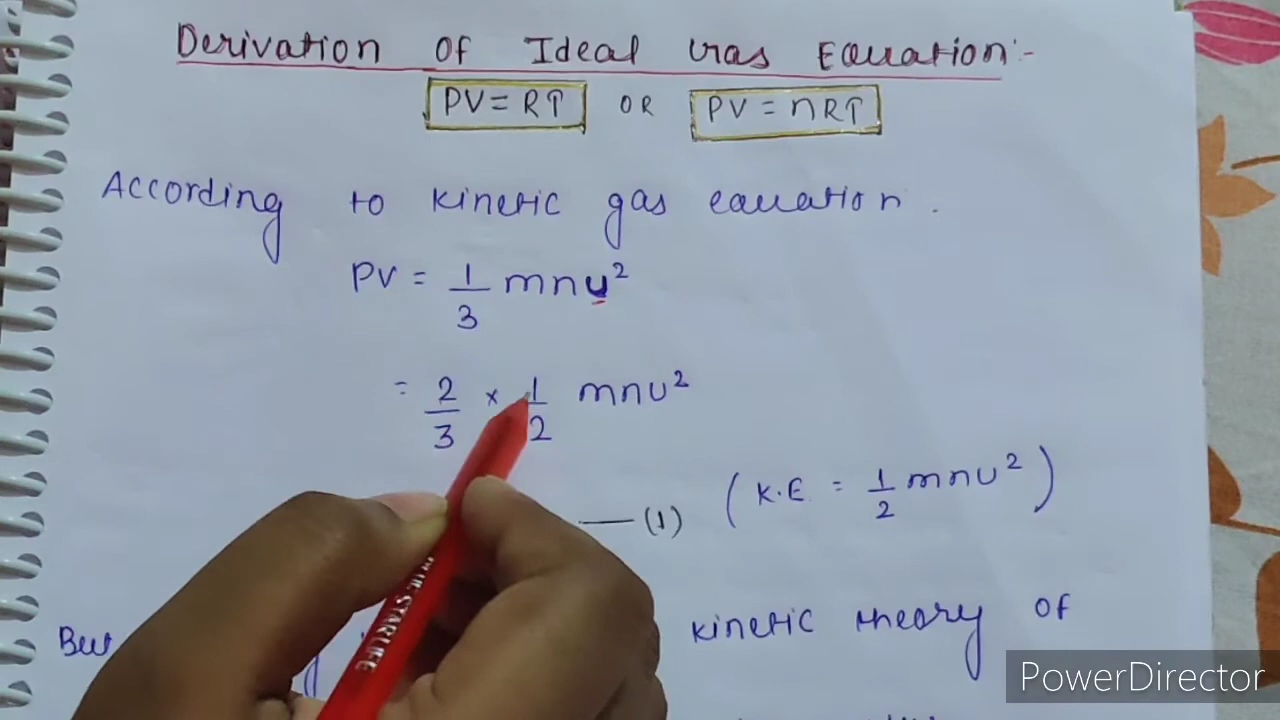 Derivation of Ideal Gas Equation:-
PV = RT OR PV = nRT
According to kinetic gas equation.
PV = 1/3 mnu²
= 2/3 × 1/2 mnu²
— (1) (K.E. = 1/2 mnu²)
But kinetic theory of
STARLIFE
PowerDirector